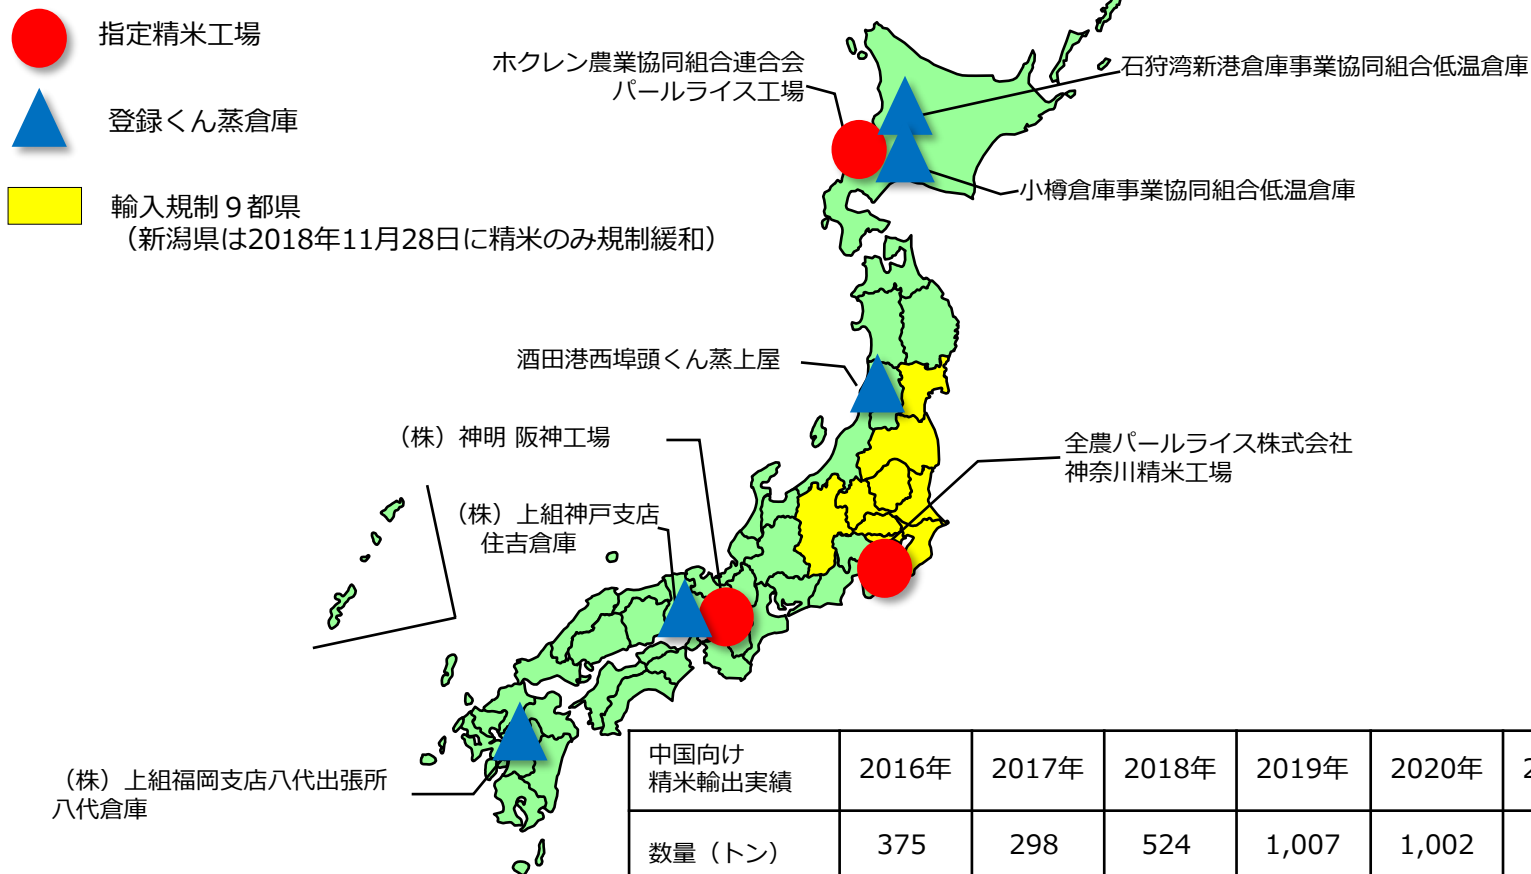 指定精米工場
登録くん蒸倉庫
輸入規制９都県
（新潟県は2018年11月28日に精米のみ規制緩和）
ホクレン農業協同組合連合会
パールライス工場
石狩湾新港倉庫事業協同組合低温倉庫
小樽倉庫事業協同組合低温倉庫
酒田港西埠頭くん蒸上屋
（株）神明 阪神工場
全農パールライス株式会社
神奈川精米工場
（株）上組神戸支店
住吉倉庫
（株）上組福岡支店八代出張所
八代倉庫
中国向け
精米輸出実績
2016年 2017年 2018年 2019年 2020年
数量（トン） 375 298 524 1,007 1,002